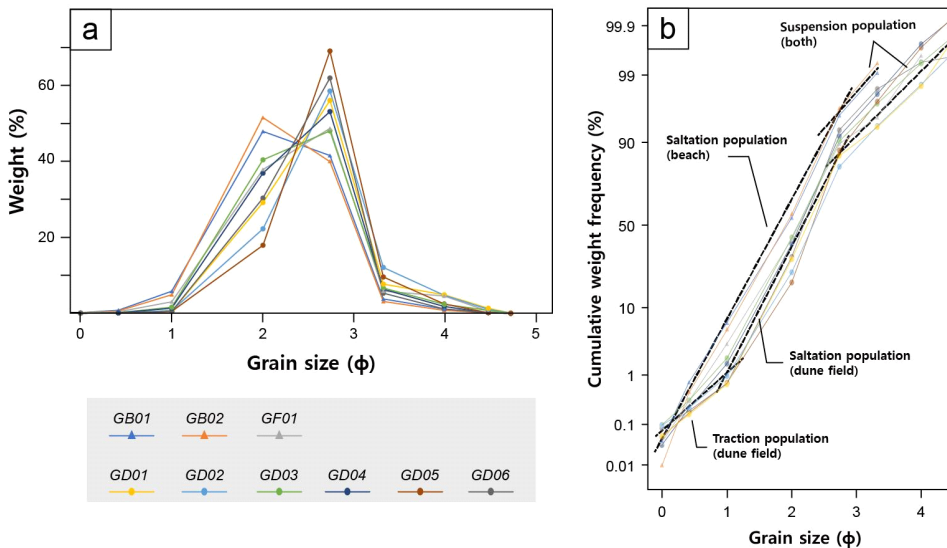 a
Weight (%)
60
40
20
0
1
2
3
4
5
Grain size (ϕ)
GB01
GB02
GF01
GD01
GD02
GD03
GD04
GD05
GD06
b
Cumulative weight frequency (%)
99.9
99
90
50
10
1
0.1
0.01
Suspension population
(both)
Saltation population
(beach)
Saltation population
(dune field)
Traction population
(dune field)
0
1
2
3
4
Grain size (ϕ)